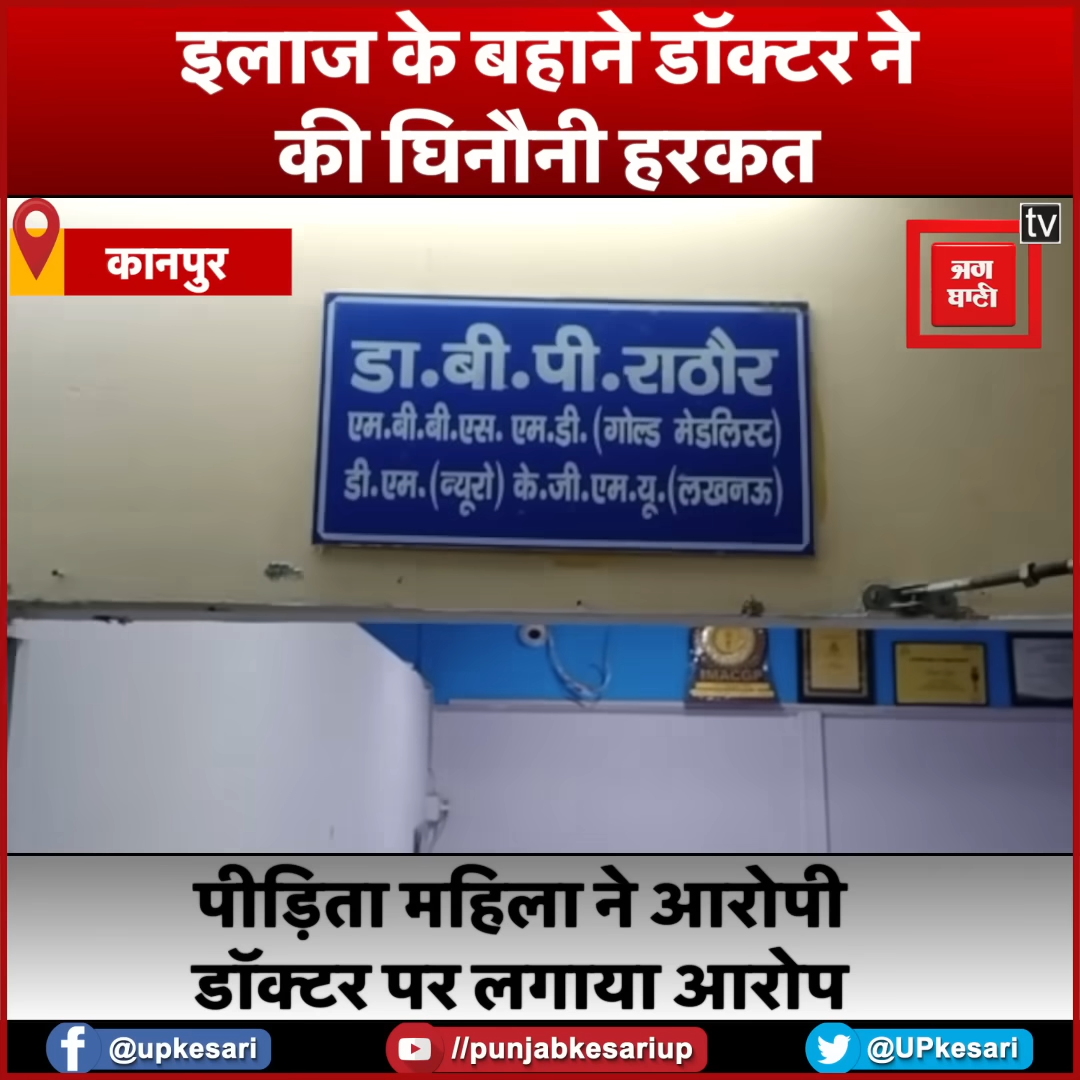 इलाज के बहाने डॉक्टर ने
की घिनौनी हरकत
कानपुर
tv
डा.बी.पी.राठौर
एम.बी.बी.एस. एम.डी. (गोल्ड मेडलिस्ट)
डी.एम.(न्यूरो) के.जी.एम.यू.(लखनऊ)
IMACGP
पीड़िता महिला ने आरोपी
डॉक्टर पर लगाया आरोप
@upkesari //punjabkesariup @UPkesari